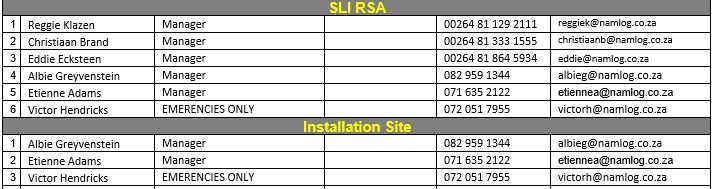 SLI RSA
1 Reggie Klazen Manager 00264 81 129 2111 reggiek@namlog.co.za
2 Christiaan Brand Manager 00264 81 333 1555 christiaanb@namlog.co.za
3 Eddie Ecksteen Manager 00264 81 864 5934 eddie@namlog.co.za
4 Albie Greyvenstein Manager 082 959 1344 albieg@namlog.co.za
5 Etienne Adams Manager 071 635 2122 etiennea@namlog.co.za
6 Victor Hendricks EMERENCIES ONLY 072 051 7955 victorh@namlog.co.za
Installation Site
1 Albie Greyvenstein Manager 082 959 1344 albieg@namlog.co.za
2 Etienne Adams Manager 071 635 2122 etiennea@namlog.co.za
3 Victor Hendricks EMERENCIES ONLY 072 051 7955 victorh@namlog.co.za